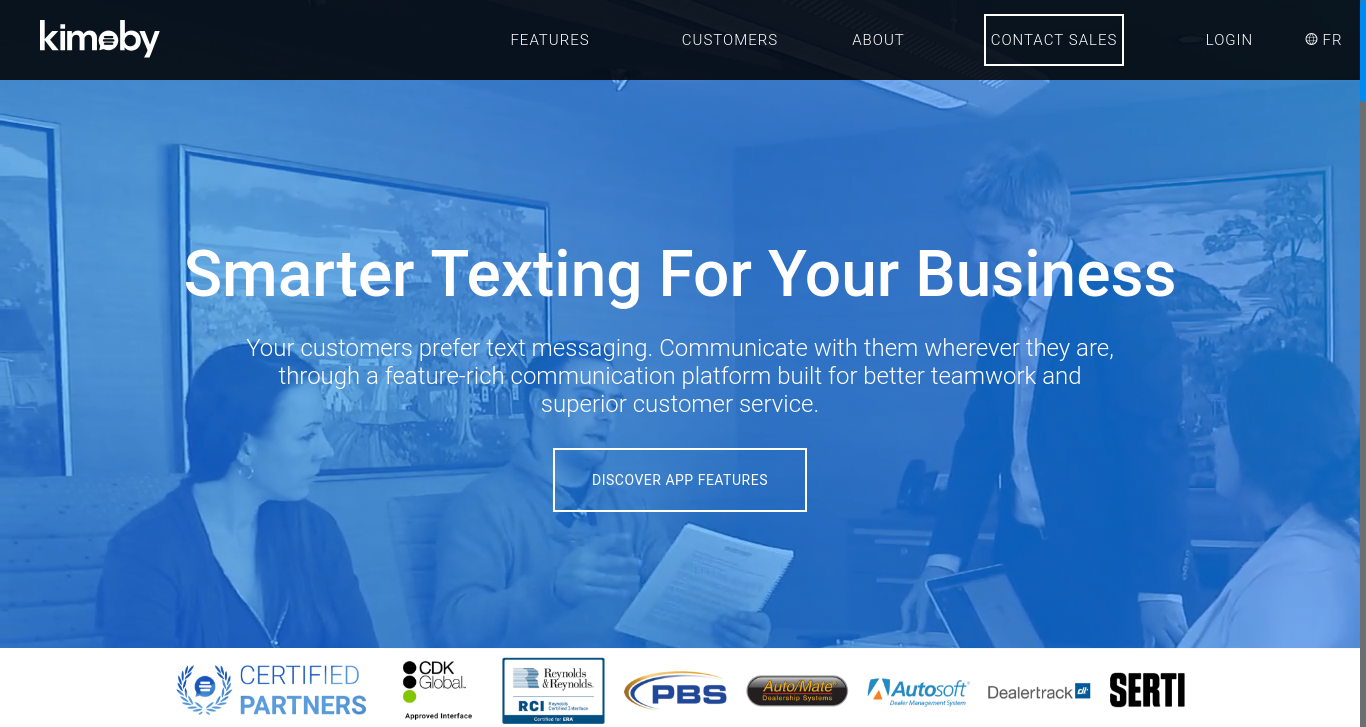 kimoby
FEATURES
CUSTOMERS
ABOUT
CONTACT SALES
LOGIN
FR
Smarter Texting For Your Business
Your customers prefer text messaging. Communicate with them wherever they are,
through a feature-rich communication platform built for better teamwork and
superior customer service.
DISCOVER APP FEATURES
CERTIFIED
PARTNERS
CDK
Global.
Approved Interface
Reynolds
& Reynolds.
RCI Reynolds
Certified Interface
Certified for ERA
PBS
Auto/Mate
Dealership Systems
Autosoft
Dealer Management System
Dealertrack dt
SERTI